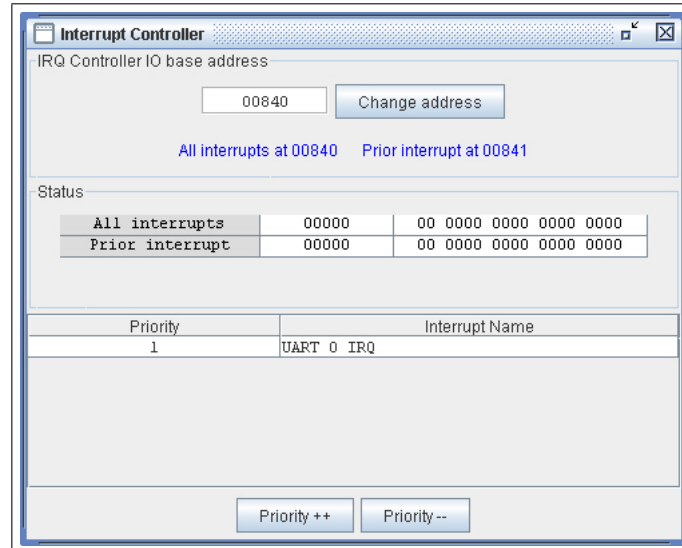 Interrupt Controller
IRQ Controller IO base address
00840 Change address
All interrupts at 00840 Prior interrupt at 00841
Status
All interrupts 00000 00 0000 0000 0000 0000
Prior interrupt 00000 00 0000 0000 0000 0000
Priority Interrupt Name
1 UART 0 IRQ
Priority ++ Priority --